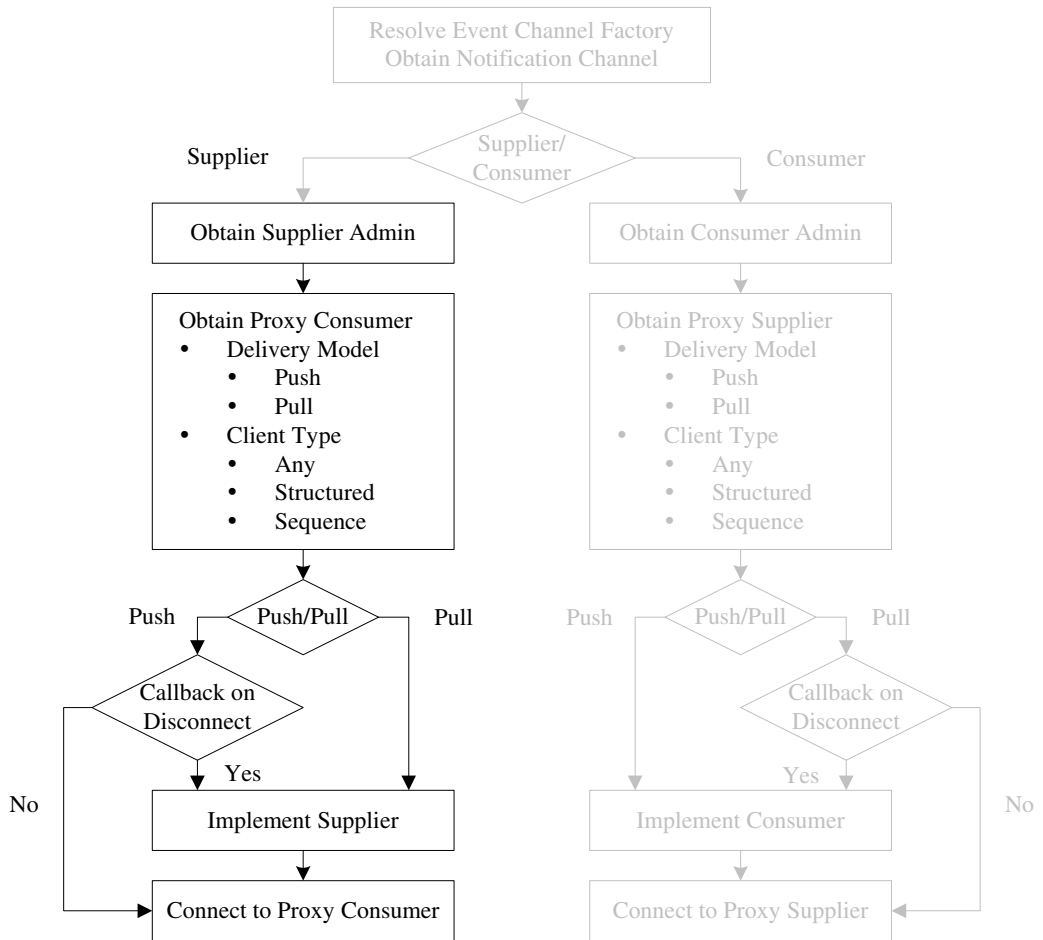 Resolve Event Channel Factory
Obtain Notification Channel
Supplier/
Consumer
Supplier
Consumer
Obtain Supplier Admin
Obtain Proxy Consumer
• Delivery Model
• Push
• Pull
• Client Type
• Any
• Structured
• Sequence
Push/Pull
Push
Pull
Callback on
Disconnect
Yes
No
Implement Supplier
Connect to Proxy Consumer
Obtain Consumer Admin
Obtain Proxy Supplier
• Delivery Model
• Push
• Pull
• Client Type
• Any
• Structured
• Sequence
Push/Pull
Push
Pull
Callback on
Disconnect
Yes
No
Implement Consumer
Connect to Proxy Supplier